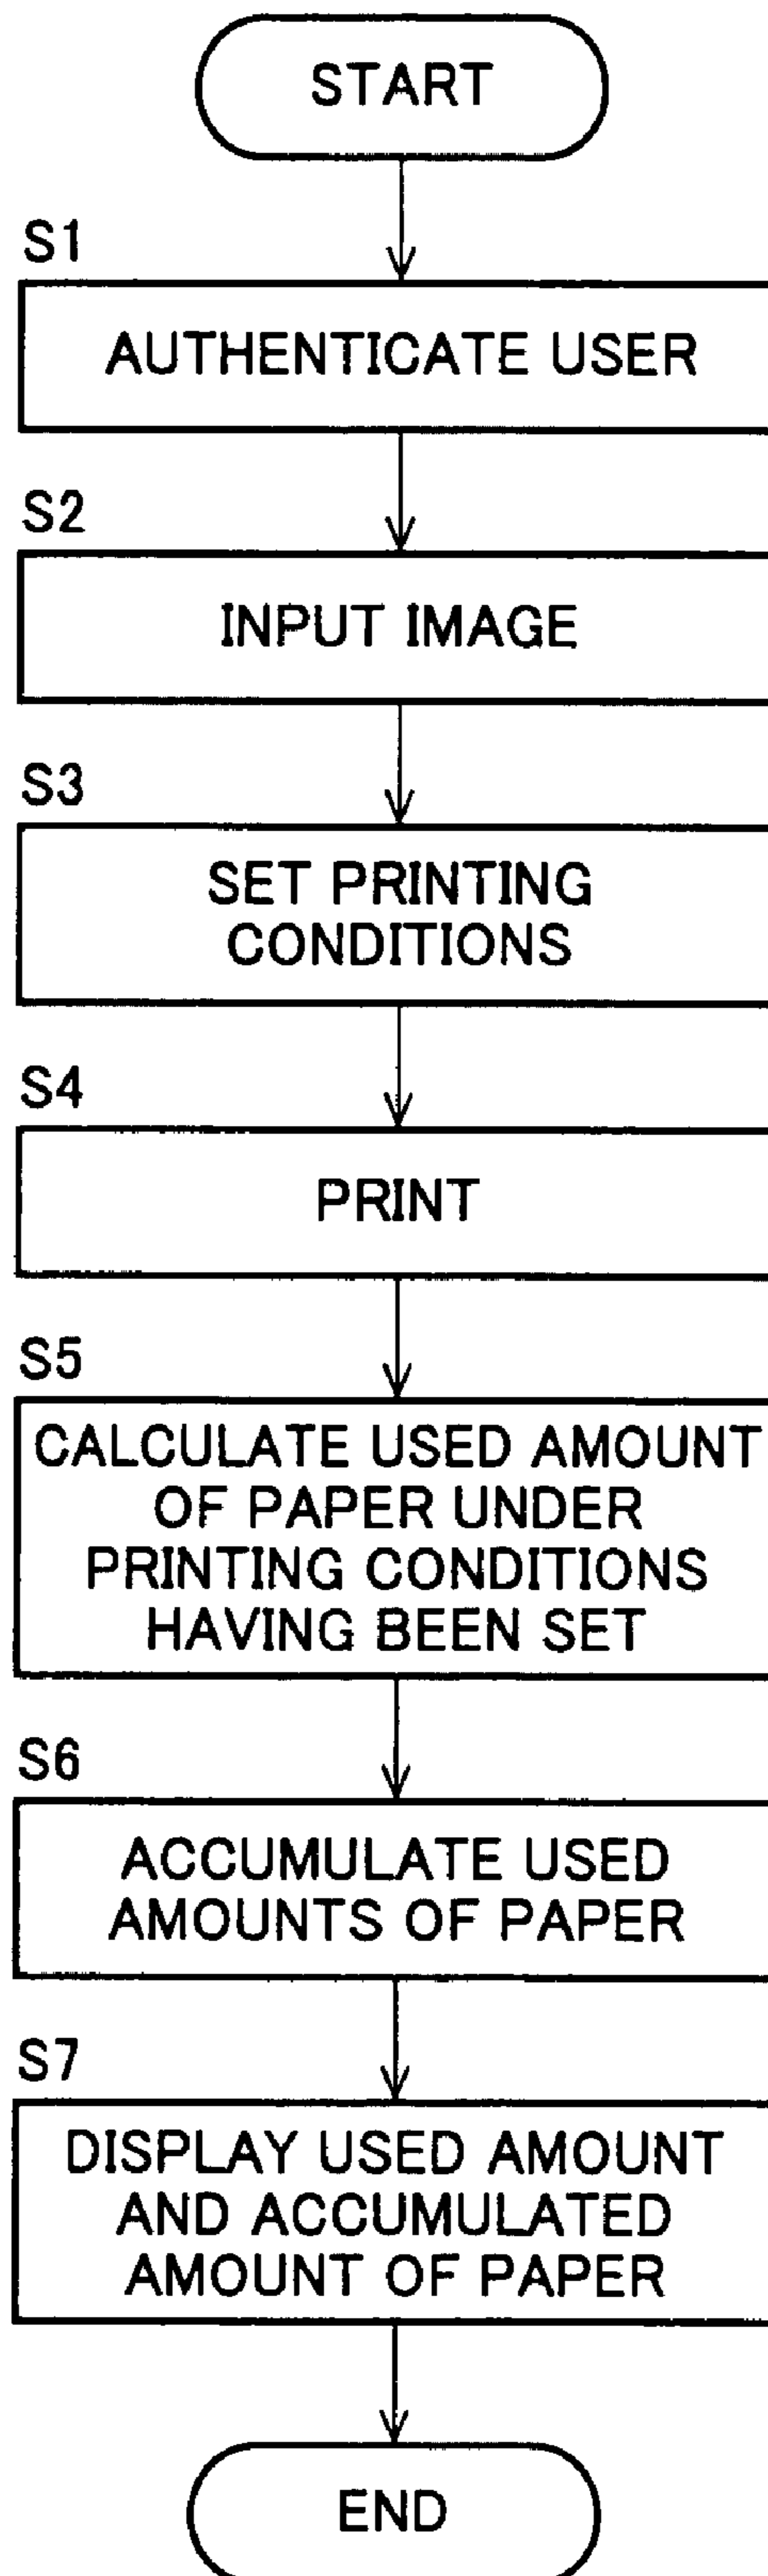 START
S1
AUTHENTICATE USER
S2
INPUT IMAGE
S3
SET PRINTING
CONDITIONS
S4
PRINT
S5
CALCULATE USED AMOUNT
OF PAPER UNDER
PRINTING CONDITIONS
HAVING BEEN SET
S6
ACCUMULATE USED
AMOUNTS OF PAPER
S7
DISPLAY USED AMOUNT
AND ACCUMULATED
AMOUNT OF PAPER
END